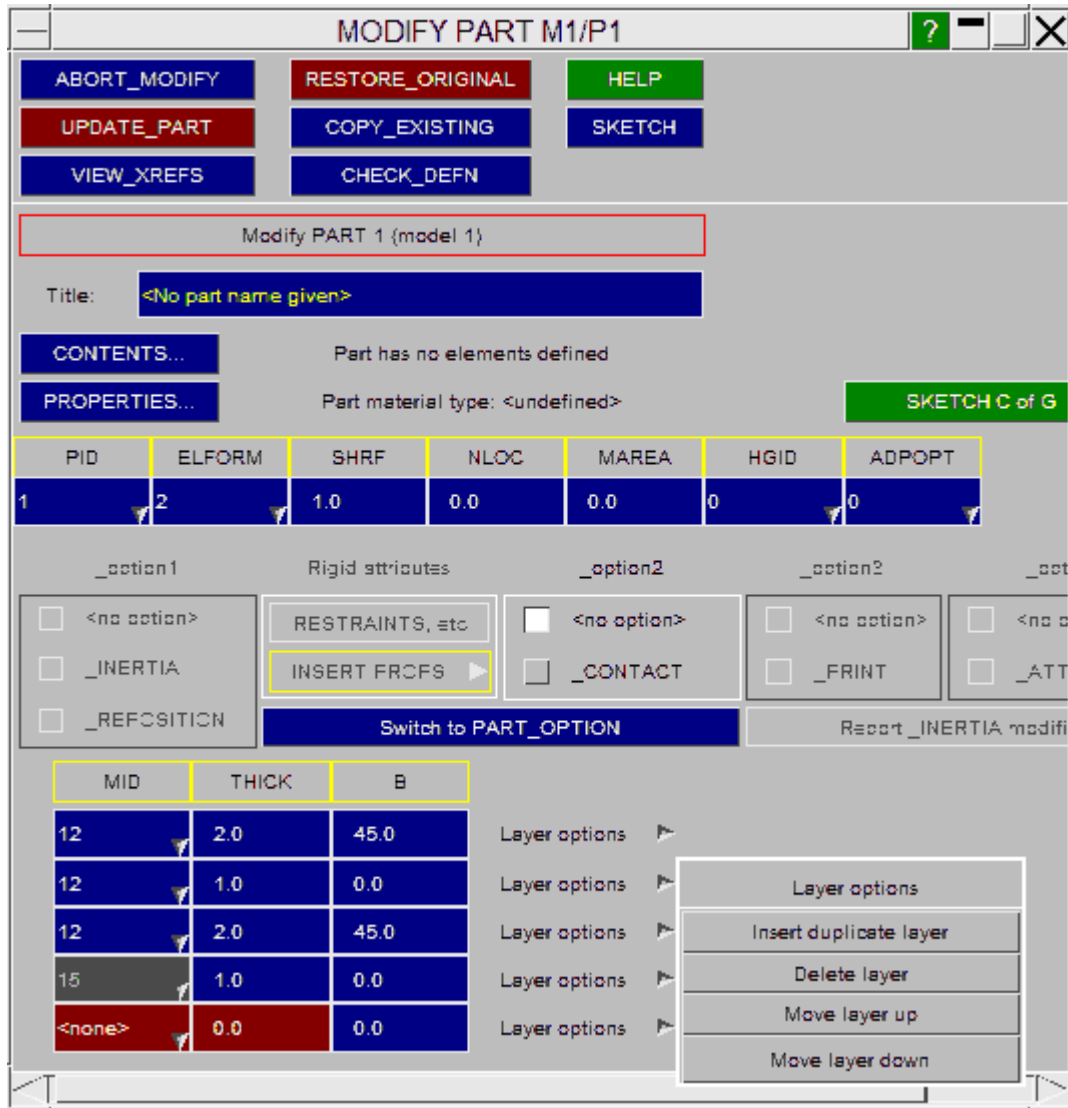 MODIFY PART M1/P1 ?
ABORT_MODIFY RESTORE_ORIGINAL HELP
UPDATE_PART COPY_EXISTING SKETCH
VIEW_XREFS CHECK_DEFN
Modify PART 1 (model 1)
Title: <No part name given>
CONTENTS... Part has no elements defined
PROPERTIES... Part material type: <undefined> SKETCH C of G
PID ELFORM SHRF NLOC MAREA HGID ADPOPT
1 2 1.0 0.0 0.0 0 0
_option1 Rigid attributes _option2 _option3 _opt
<no option> RESTRAINTS, etc <no option> <no option> <no o
_INERTIA INSERT PROPS _CONTACT _PRINT _ATT
_REPOSITION Switch to PART_OPTION Report _INERTIA modifi
MID THICK B
12 2.0 45.0 Layer options
12 1.0 0.0 Layer options Layer options
12 2.0 45.0 Layer options Insert duplicate layer
15 1.0 0.0 Layer options Delete layer
<none> 0.0 0.0 Layer options Move layer up
Move layer down